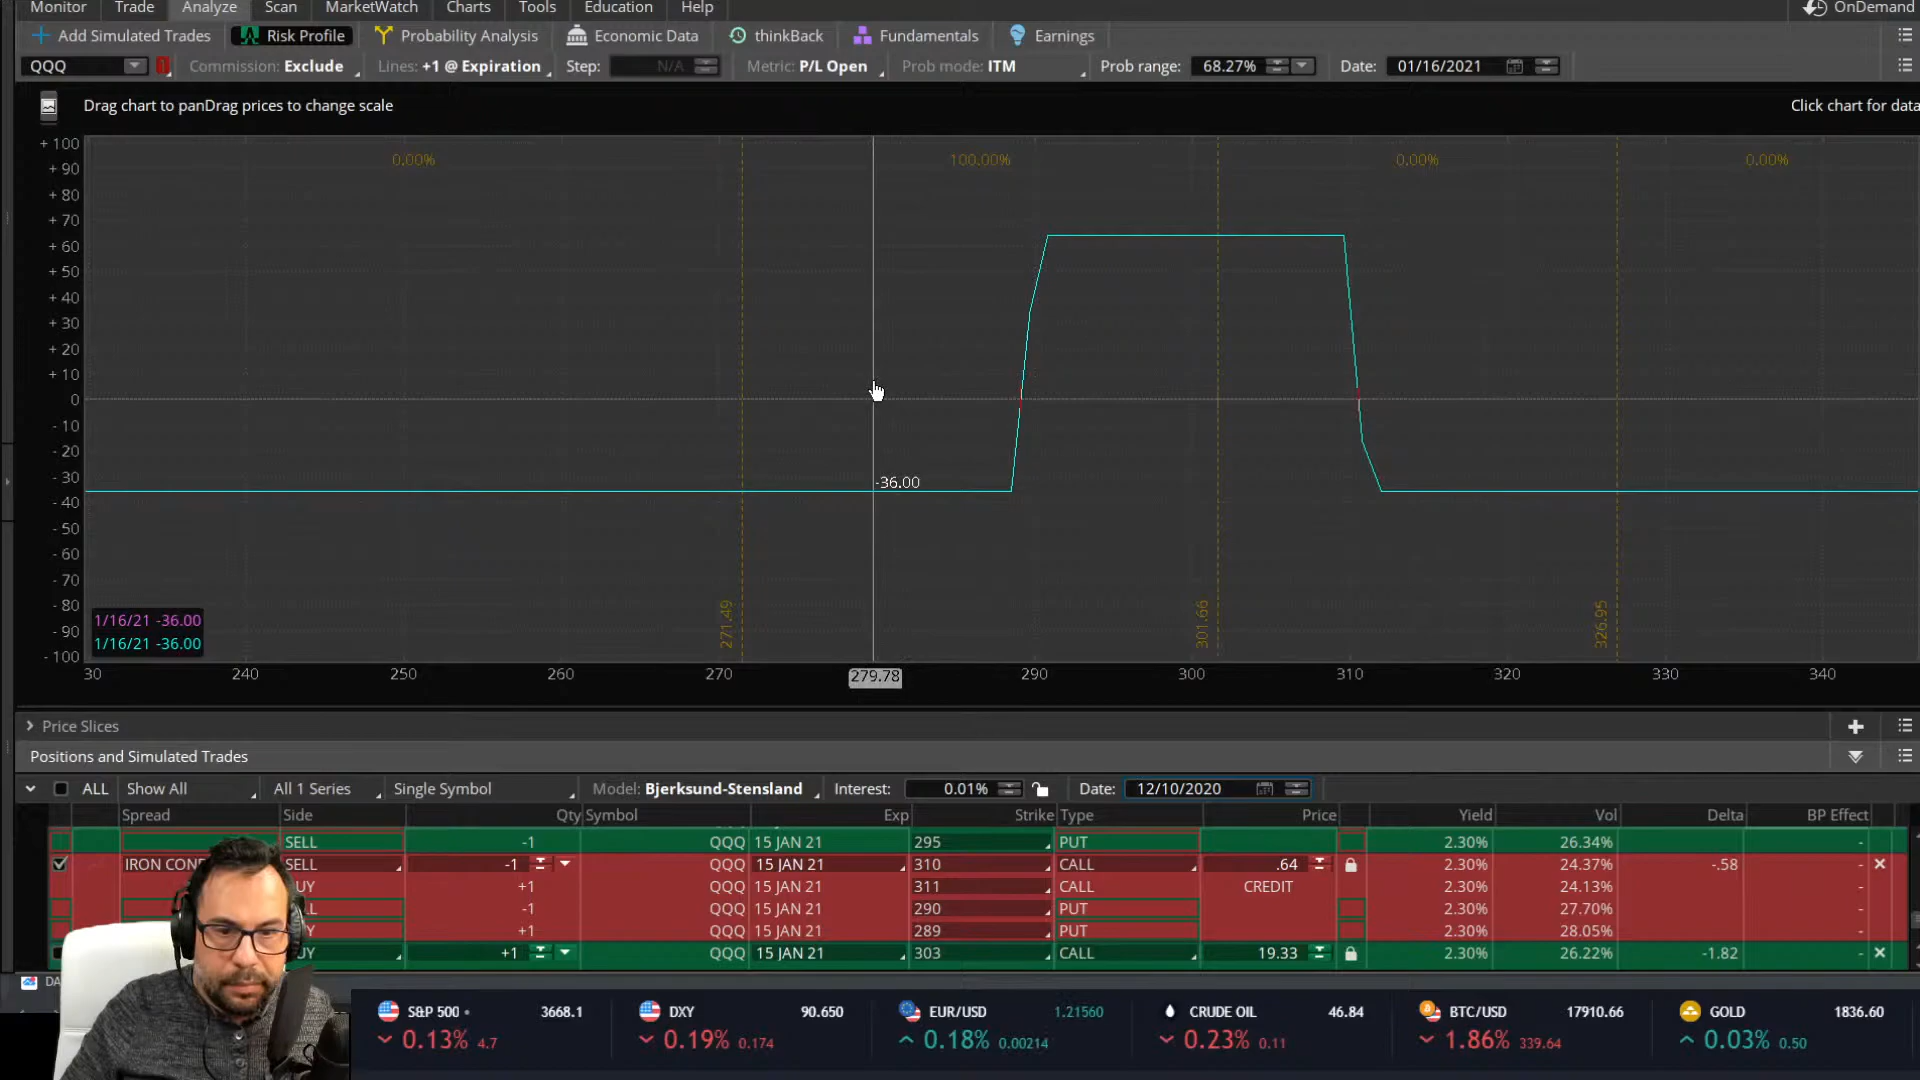 Monitor Trade Analyze Scan MarketWatch Charts Tools Education Help OnDemand
Add Simulated Trades Risk Profile Probability Analysis Economic Data thinkBack Fundamentals Earnings
QQQ Commission: Exclude Lines: +1 @ Expiration Step: N/A Metric: P/L Open Prob mode: ITM Prob range: 68.27% Date: 01/16/2021
Drag chart to panDrag prices to change scale Click chart for data
+ 100
0.00% 100.00% 0.00% 0.00%
+ 90
+ 80
+ 70
+ 60
+ 50
+ 40
+ 30
+ 20
+ 10
0
- 10
- 20
- 30
-36.00
- 40
- 50
- 60
- 70
- 80
- 90
- 100
271.49 301.66 326.95
1/16/21 -36.00
1/16/21 -36.00
30 240 250 260 270 279.78 290 300 310 320 330 340
Price Slices
Positions and Simulated Trades
ALL Show All All 1 Series Single Symbol Model: Bjerksund-Stensland Interest: 0.01% Date: 12/10/2020
Spread Side Qty Symbol Exp Strike Type Price Yield Vol Delta BP Effect
SELL -1 QQQ 15 JAN 21 295 PUT 2.30% 26.34% -
IRON CON SELL -1 QQQ 15 JAN 21 310 CALL .64 2.30% 24.37% -.58 -
UY +1 QQQ 15 JAN 21 311 CALL CREDIT 2.30% 24.13% -
LL -1 QQQ 15 JAN 21 290 PUT 2.30% 27.70% -
Y +1 QQQ 15 JAN 21 289 PUT 2.30% 28.05% -
UY +1 QQQ 15 JAN 21 303 CALL 19.33 2.30% 26.22% -1.82 -
DA
S&P 500 3668.1 DXY 90.650 EUR/USD 1.21560 CRUDE OIL 46.84 BTC/USD 17910.66 GOLD 1836.60
0.13% 4.7 0.19% 0.174 0.18% 0.00214 0.23% 0.11 1.86% 339.64 0.03% 0.50